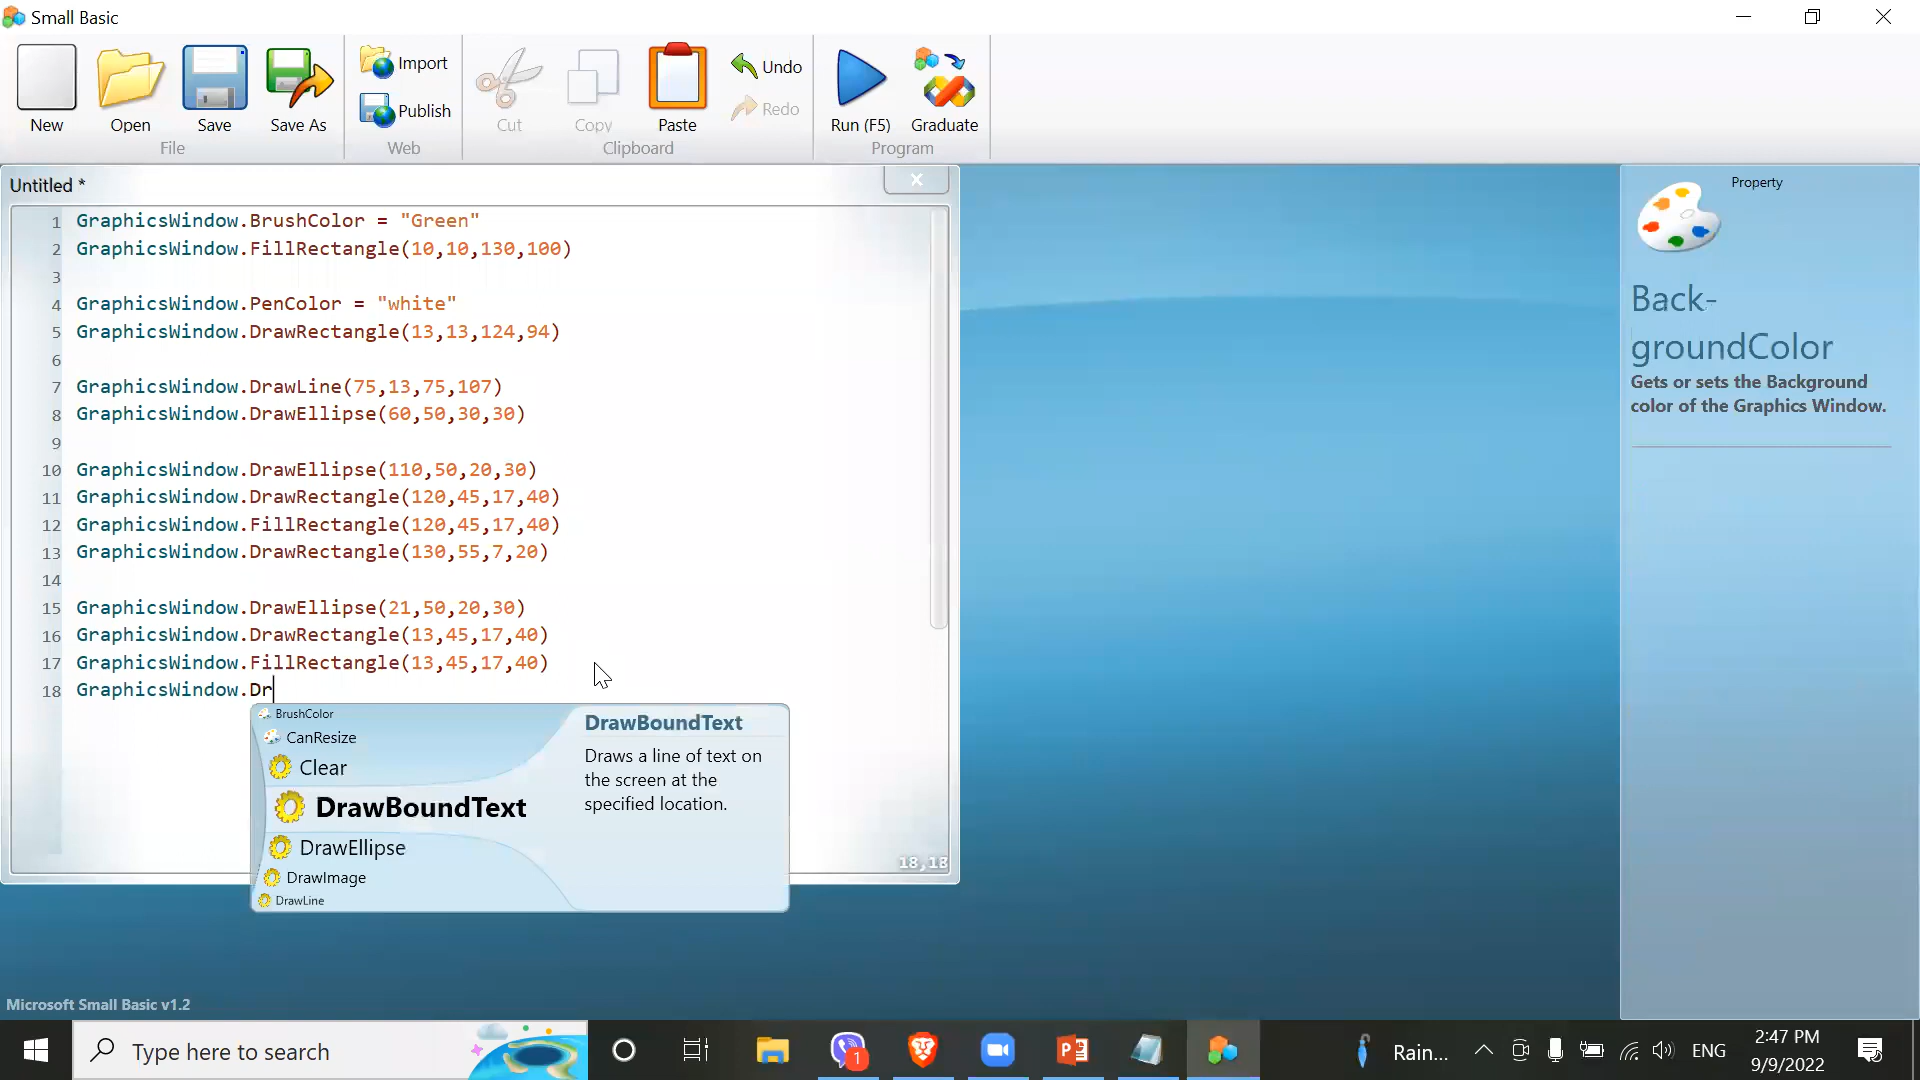 Small Basic
New
Open
Save
Save As
File
Import
Publish
Web
Cut
Copy
Paste
Undo
Redo
Clipboard
Run (F5)
Graduate
Program
Untitled *
1 GraphicsWindow.BrushColor = "Green"
2 GraphicsWindow.FillRectangle(10,10,130,100)
3
4 GraphicsWindow.PenColor = "white"
5 GraphicsWindow.DrawRectangle(13,13,124,94)
6
7 GraphicsWindow.DrawLine(75,13,75,107)
8 GraphicsWindow.DrawEllipse(60,50,30,30)
9
10 GraphicsWindow.DrawEllipse(110,50,20,30)
11 GraphicsWindow.DrawRectangle(120,45,17,40)
12 GraphicsWindow.FillRectangle(120,45,17,40)
13 GraphicsWindow.DrawRectangle(130,55,7,20)
14
15 GraphicsWindow.DrawEllipse(21,50,20,30)
16 GraphicsWindow.DrawRectangle(13,45,17,40)
17 GraphicsWindow.FillRectangle(13,45,17,40)
18 GraphicsWindow.Dr
BrushColor
CanResize
Clear
DrawBoundText
DrawEllipse
DrawImage
DrawLine
DrawBoundText
Draws a line of text on
the screen at the
specified location.
18,18
Property
Back-
groundColor
Gets or sets the Background
color of the Graphics Window.
Microsoft Small Basic v1.2
Type here to search
1
Rain...
ENG
2:47 PM
9/9/2022